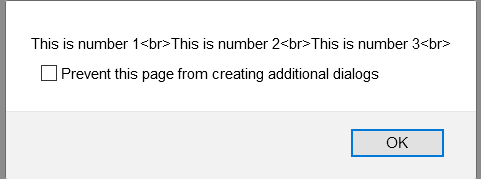 This is number 1<br>This is number 2<br>This is number 3<br>
Prevent this page from creating additional dialogs
OK